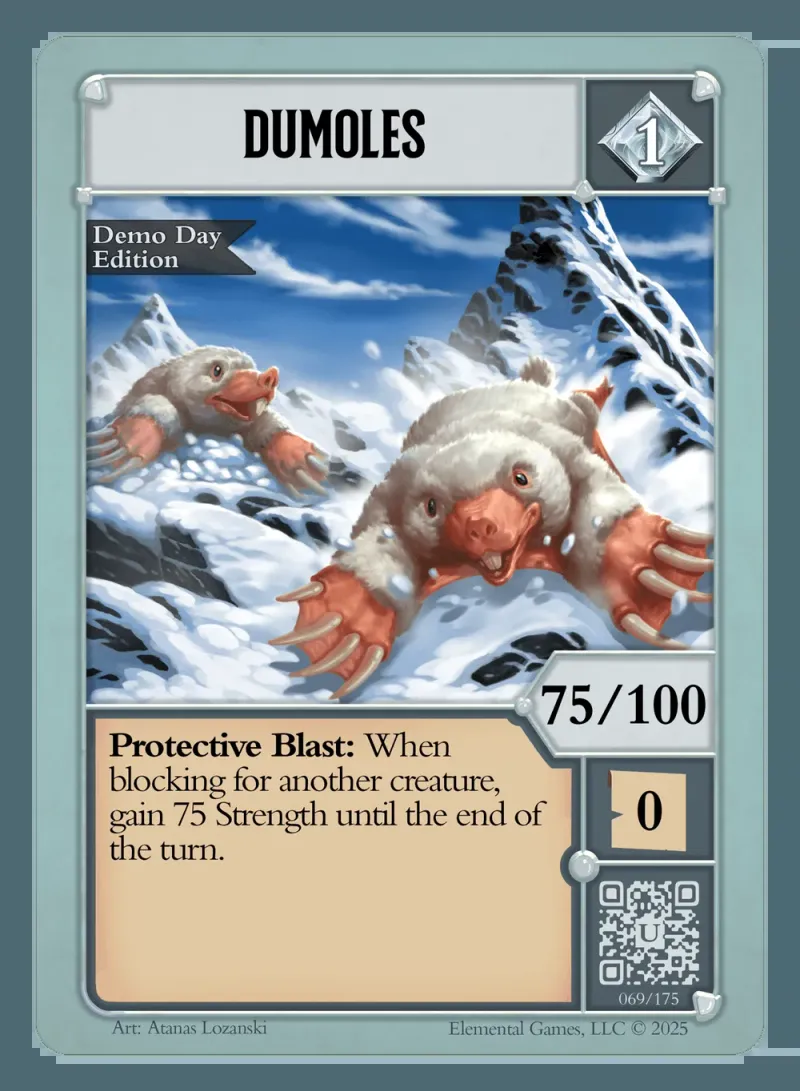 DUMOLES
1
Demo Day
Edition
75/100
Protective Blast: When
blocking for another creature,
gain 75 Strength until the end of
the turn.
0
U
069/175
Art: Atanas Lozanski
Elemental Games, LLC © 2025